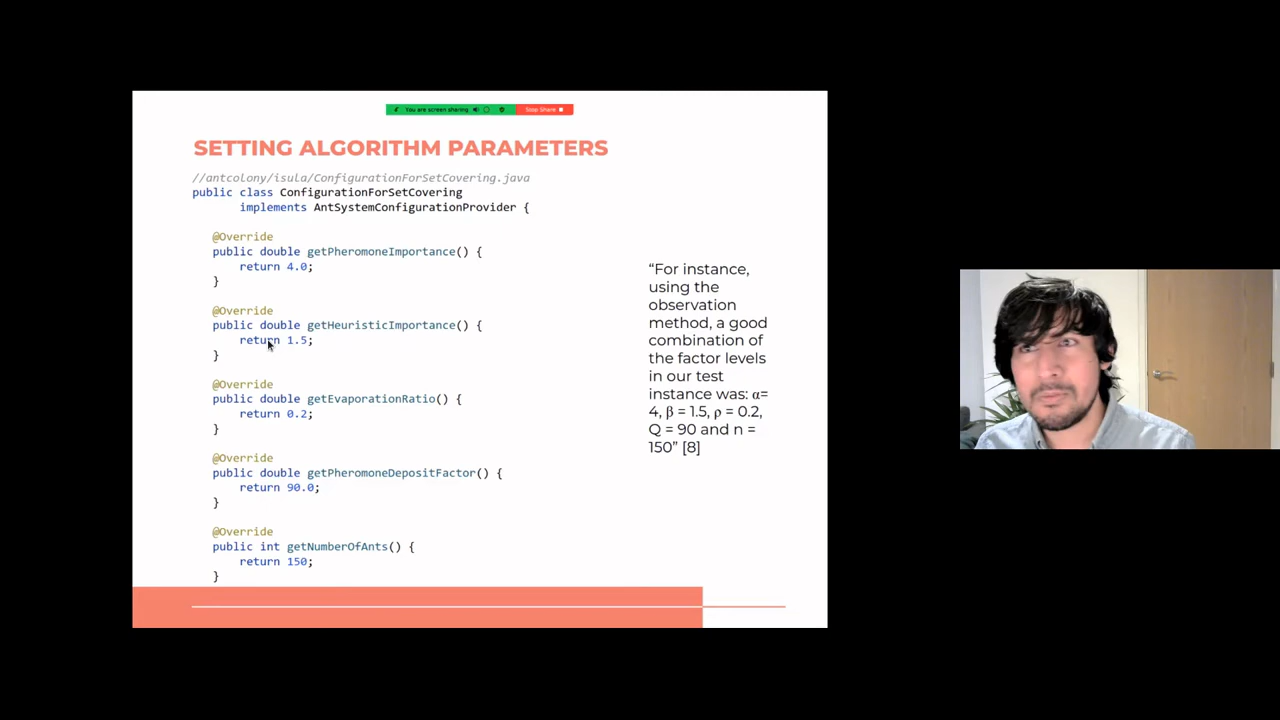 You are screen sharing
Stop Share
SETTING ALGORITHM PARAMETERS
//antcolony/isula/ConfigurationForSetCovering.java
public class ConfigurationForSetCovering
implements AntSystemConfigurationProvider {
@Override
public double getPheromoneImportance() {
return 4.0;
}
@Override
public double getHeuristicImportance() {
return 1.5;
}
@Override
public double getEvaporationRatio() {
return 0.2;
}
@Override
public double getPheromoneDepositFactor() {
return 90.0;
}
@Override
public int getNumberOfAnts() {
return 150;
}
“For instance,
using the
observation
method, a good
combination of
the factor levels
in our test
instance was: α=
4, β = 1.5, ρ = 0.2,
Q = 90 and n =
150” [8]